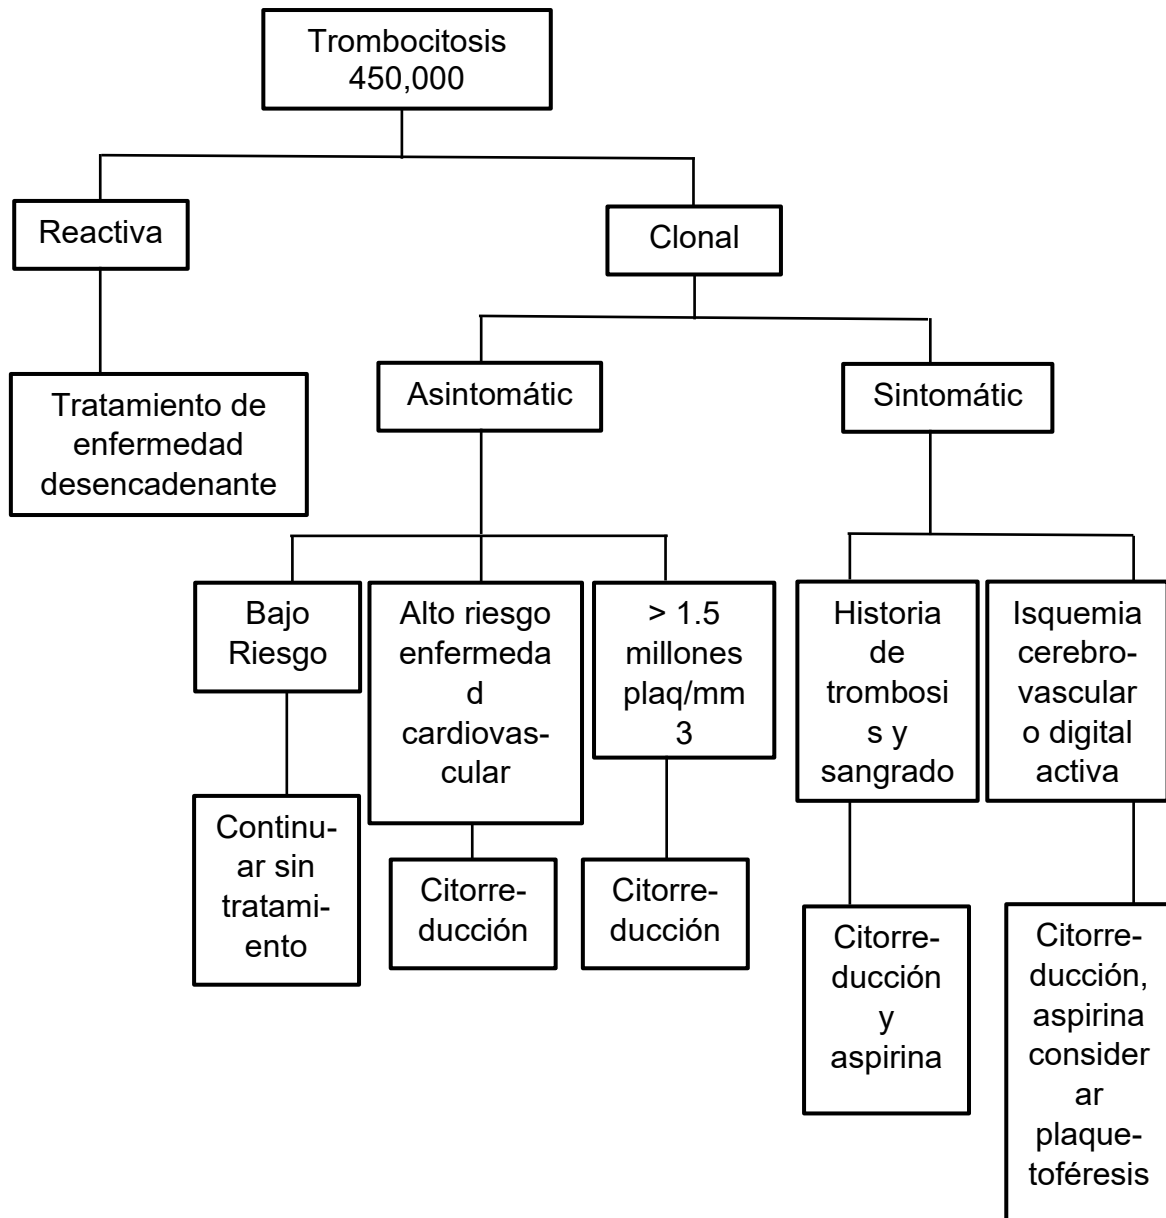 Trombocitosis
450,000
Reactiva
Clonal
Tratamiento de
enfermedad
desencadenante
Asintomátic
Sintomátic
Bajo
Riesgo
Alto riesgo
enfermeda
d
cardiovas-
cular
> 1.5
millones
plaq/mm
3
Historia
de
trombosi
s y
sangrado
Isquemia
cerebro-
vascular
o digital
activa
Continu-
ar sin
tratami-
ento
Citorre-
ducción
Citorre-
ducción
Citorre-
ducción
y
aspirina
Citorre-
ducción,
aspirina
consider
ar
plaque-
toféresis